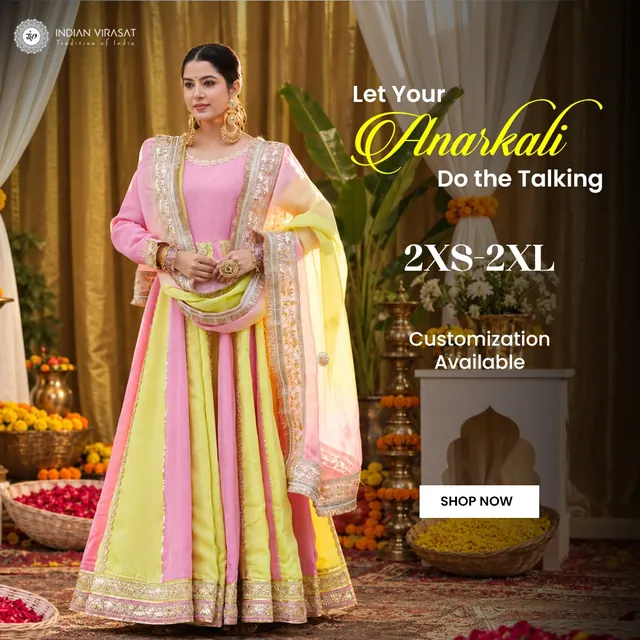 INDIAN VIRASAT
Tradition of India
Let Your
Anarkali
Do the Talking
2XS-2XL
Customization
Available
SHOP NOW